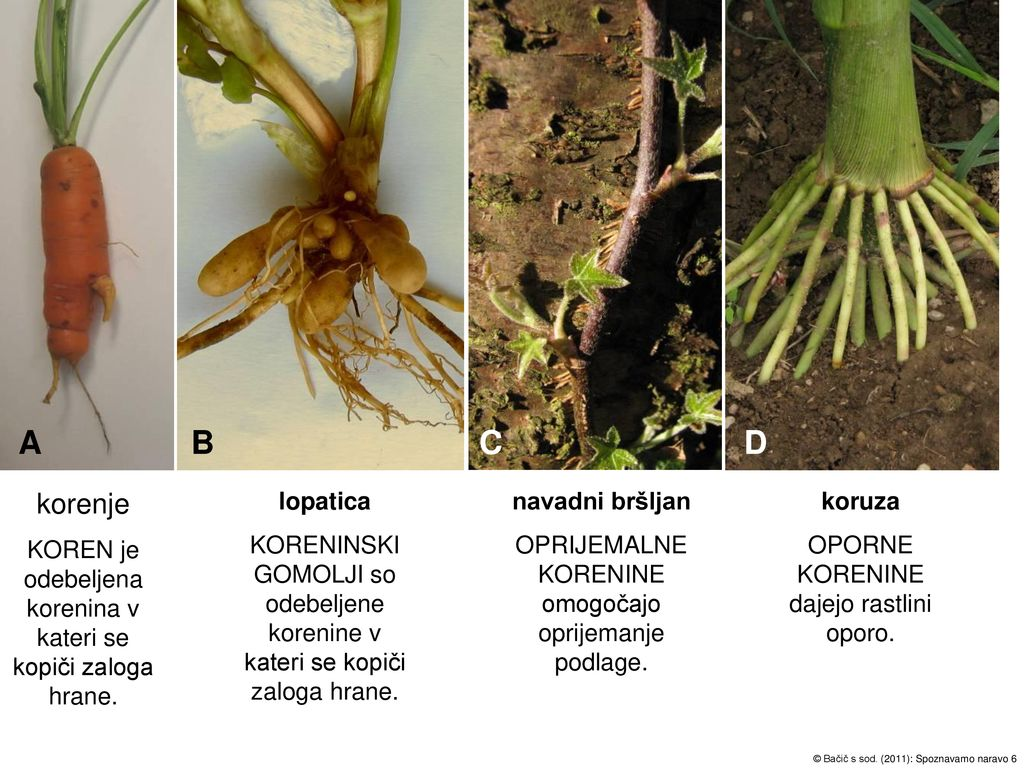 A
B
C
D
korenje
KOREN je
odebeljena
korenina v
kateri se
kopiči zaloga
hrane.
lopatica
KORENINSKI
GOMOLJI so
odebeljene
korenine v
kateri se kopiči
zaloga hrane.
navadni bršljan
OPRIJEMALNE
KORENINE
omogočajo
oprijemanje
podlage.
koruza
OPORNE
KORENINE
dajejo rastlini
oporo.
© Bačič s sod. (2011): Spoznavamo naravo 6